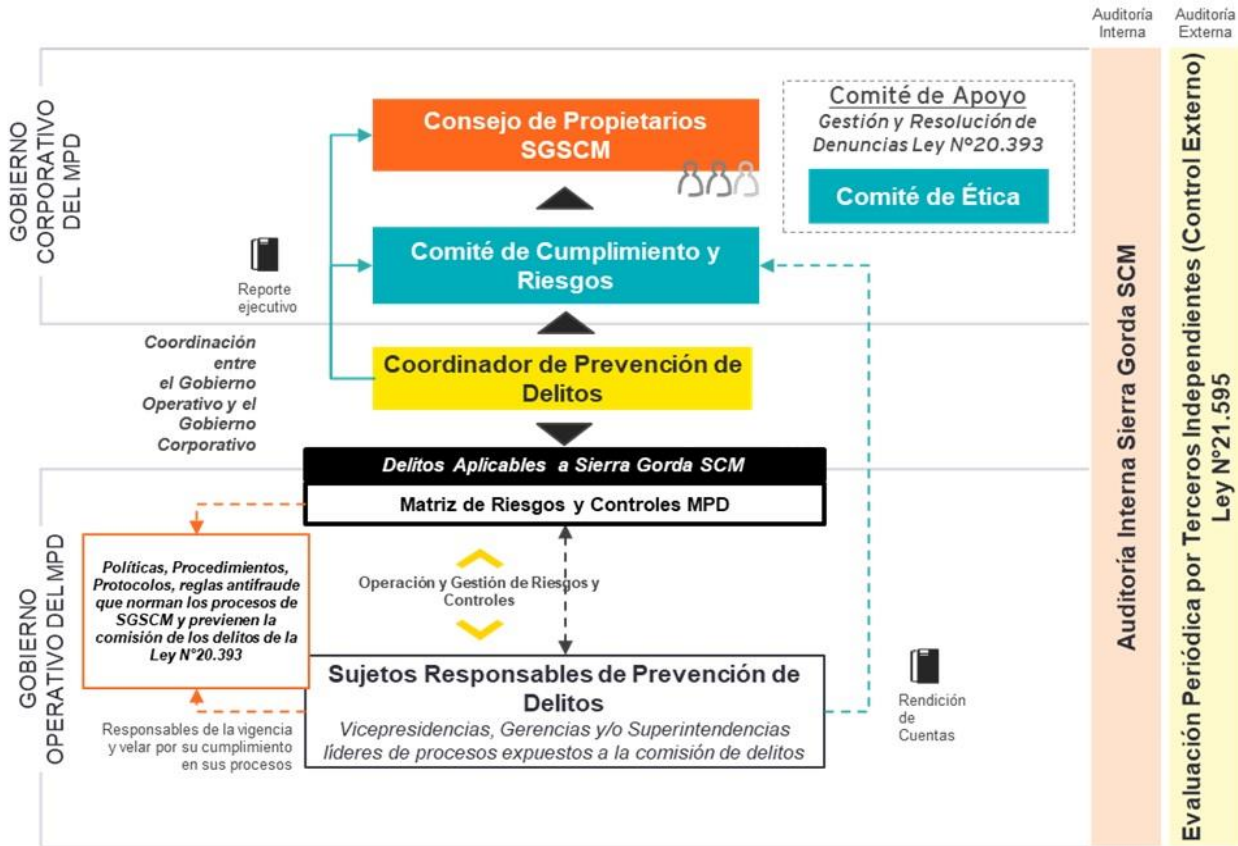 Auditoría
Interna
Auditoría
Externa
GOBIERNO
CORPORATIVO
DEL MPD
Consejo de Propietarios
SGSCM
Comité de Apoyo
Gestión y Resolución de
Denuncias Ley Nº20.393
Comité de Ética
Comité de Cumplimiento y
Riesgos
Reporte
ejecutivo
Coordinación
entre
el Gobierno
Operativo y el
Gobierno
Corporativo
Coordinador de Prevención de
Delitos
GOBIERNO
OPERATIVO DEL MPD
Delitos Aplicables a Sierra Gorda SCM
Matriz de Riesgos y Controles MPD
Políticas, Procedimientos,
Protocolos, reglas antifraude
que norman los procesos de
SGSCM y previenen la
comisión de los delitos de la
Ley N°20.393
Operación y Gestión de Riesgos y
Controles
Sujetos Responsables de Prevención de
Delitos
Vicepresidencias, Gerencias y/o Superintendencias
líderes de procesos expuestos a la comisión de delitos
Responsables de la vigencia
y velar por su cumplimiento
en sus procesos
Rendición
de
Cuentas
Auditoría Interna Sierra Gorda SCM
Evaluación Periódica por Terceros Independientes (Control Externo)
Ley N°21.595